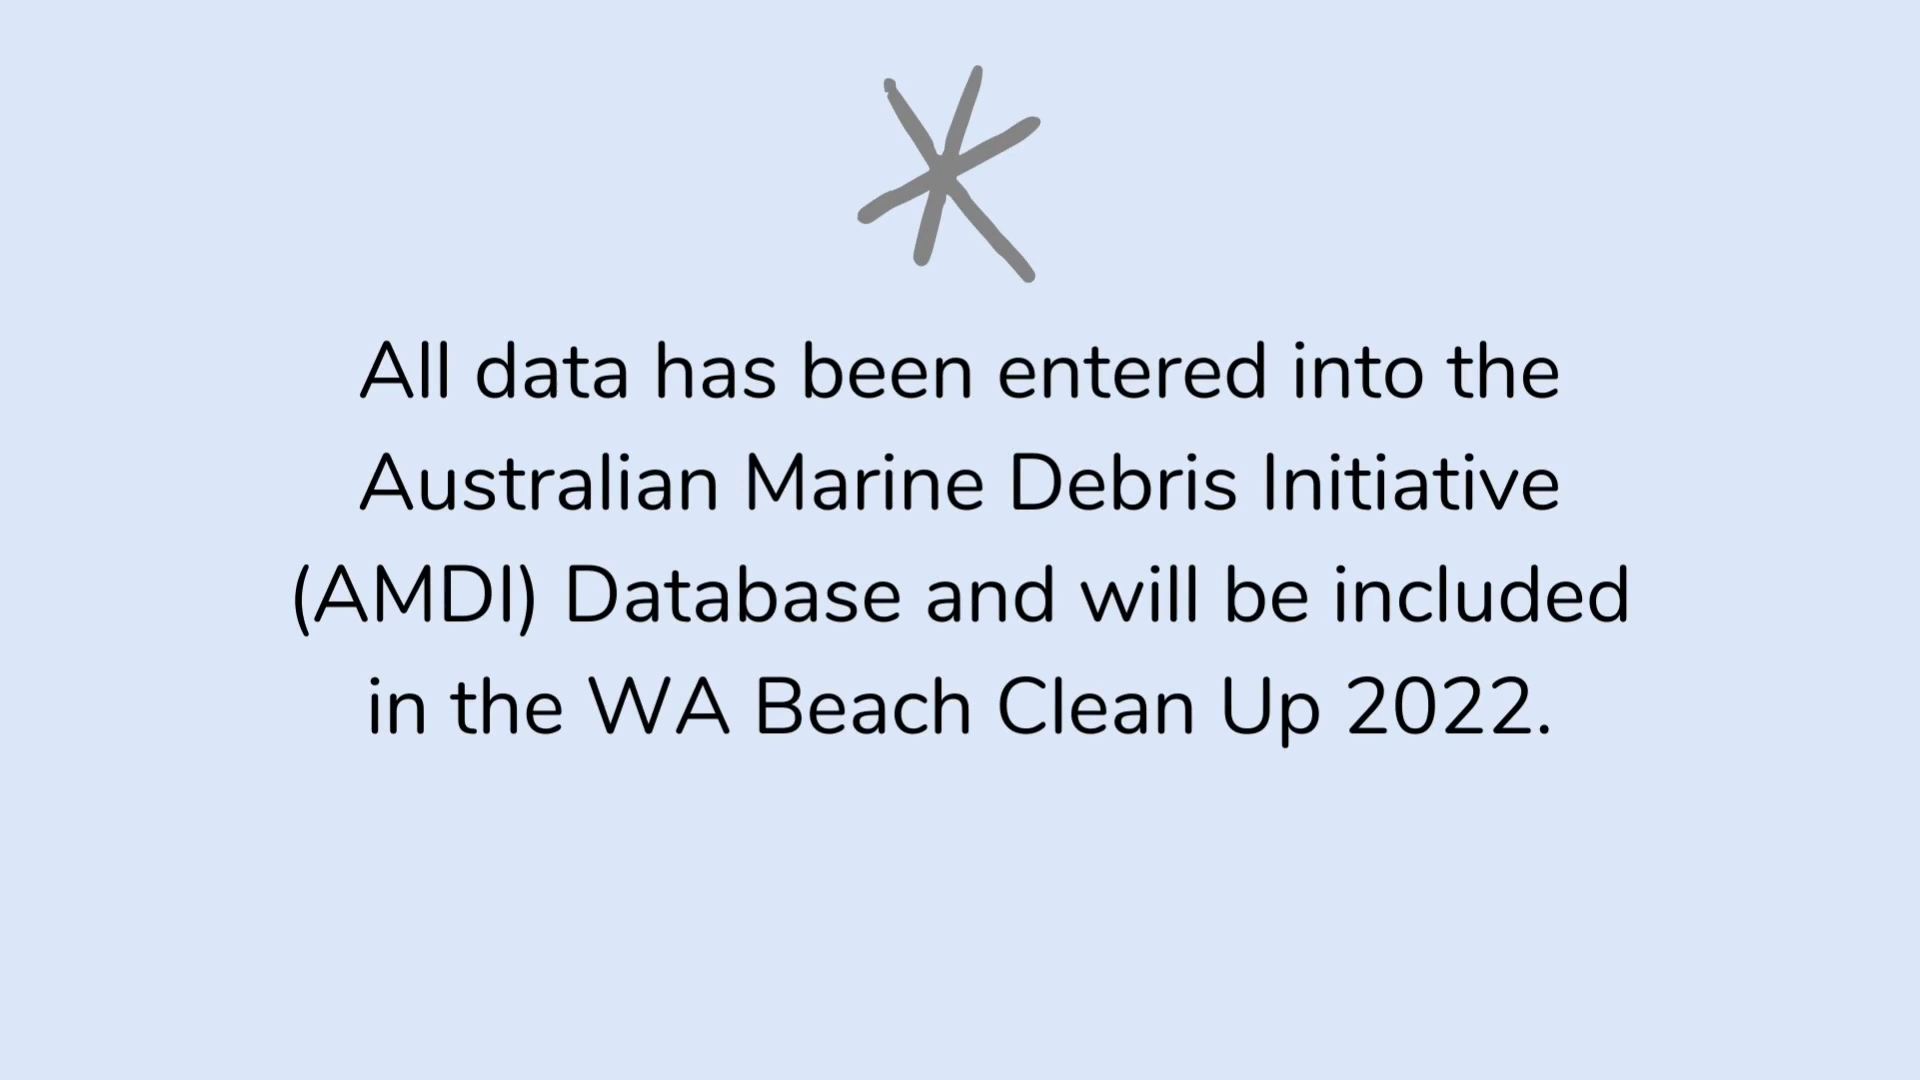 All data has been entered into the
Australian Marine Debris Initiative
(AMDI) Database and will be included
in the WA Beach Clean Up 2022.